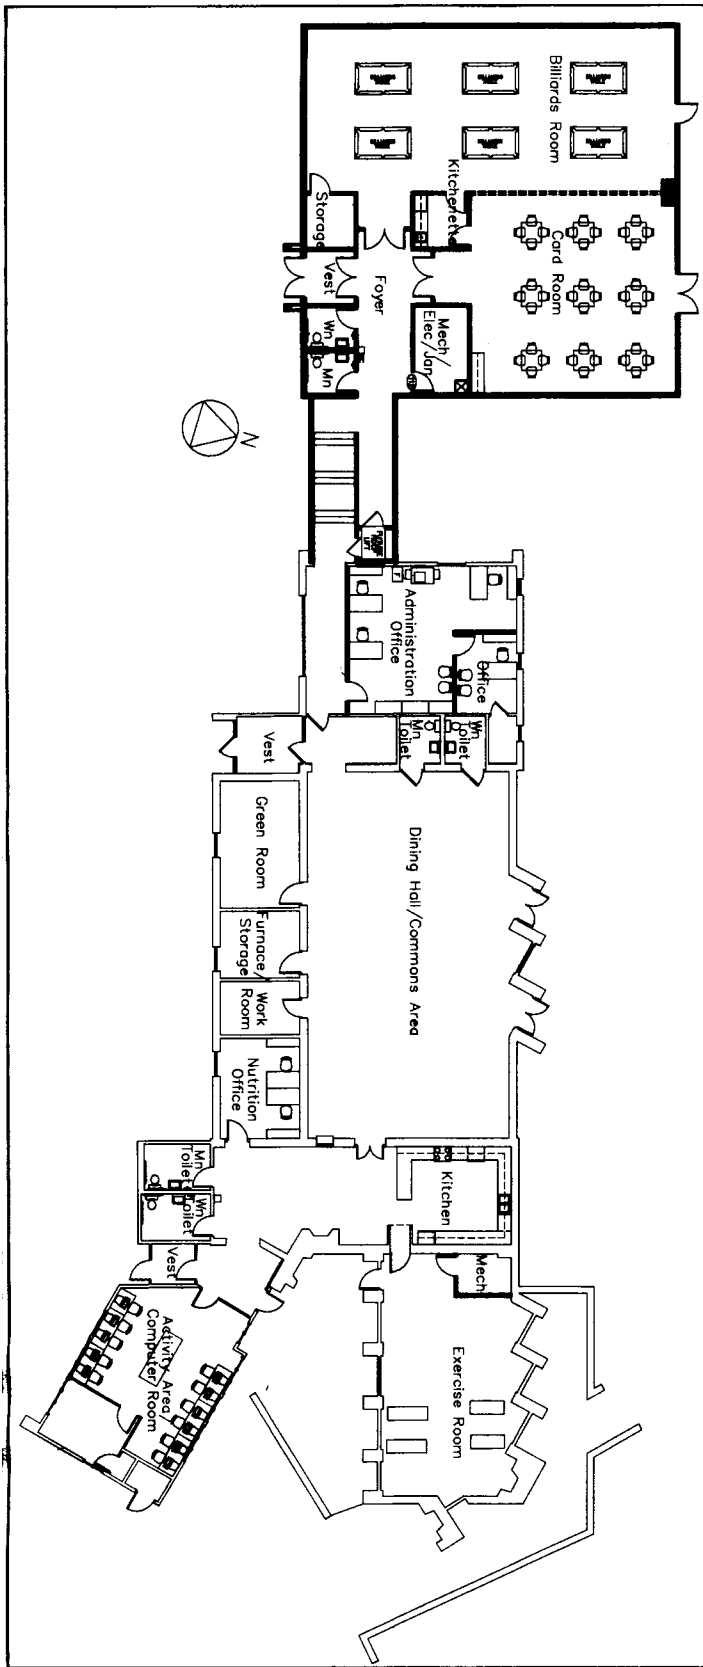 Billiards Room
Kitchenette
Storage
Card Room
Vest
Foyer
Wn
Mn
Mech
Elec/Jan
N
LIFT
Administration
Office
F
Office
Mn
Toilet
Wn
Toilet
Vest
Green Room
Dining Hall/Commons Area
Furnace/
Storage
Work
Room
Nutrition
Office
Mn
Toilet
Wn
Toilet
Kitchen
Vest
Mech
Activity Area/
Computer Room
Exercise Room